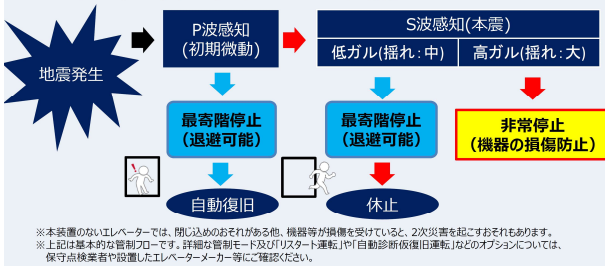 地震発生
P波感知
(初期微動)
S波感知(本震)
低ガル(揺れ:中)
高ガル(揺れ:大)
最寄階停止
(退避可能)
最寄階停止
(退避可能)
非常停止
(機器の損傷防止)
自動復旧
休止
※本装置のないエレベーターでは、閉じ込めのおそれがある他、機器等が損傷を受けていると、2次災害を起こすおそれもあります。
※上記は基本的な管制フローです。詳細な管制モード及び「リスタート運転」や「自動診断仮復旧運転」などのオプションについては、
保守点検業者や設置したエレベーターメーカー等にご確認ください。